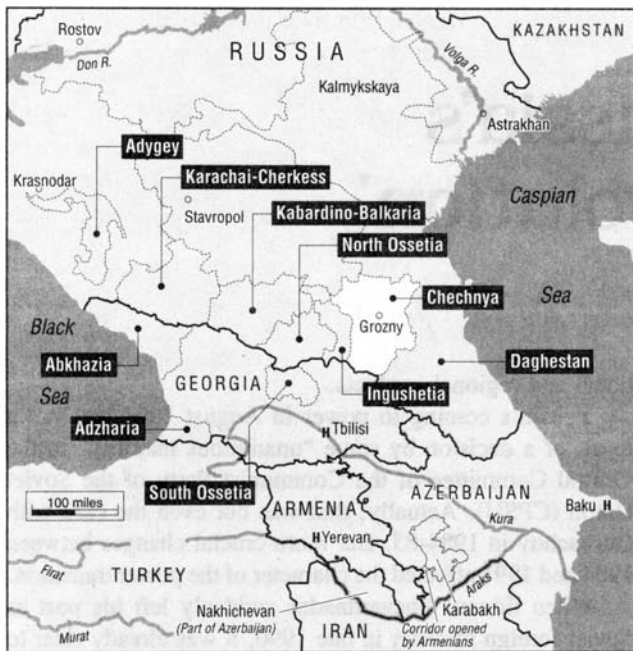 Rostov
Don R.
RUSSIA
Volga R.
KAZAKHSTAN
Kalmykskaya
Astrakhan
Adygey
Krasnodar
Karachai-Cherkess
Stavropol
Kabardino-Balkaria
Caspian
North Ossetia
Chechnya
Sea
Grozny
Black
Abkhazia
Daghestan
GEORGIA
Ingushetia
Sea
Adzharia
Tbilisi
South Ossetia
AZERBAIJAN
100 miles
ARMENIA
Baku
Kura
Yerevan
TURKEY
Araks
Karabakh
Nakhichevan
(Part of Azerbaijan)
IRAN
Corridor opened
by Armenians
Murat